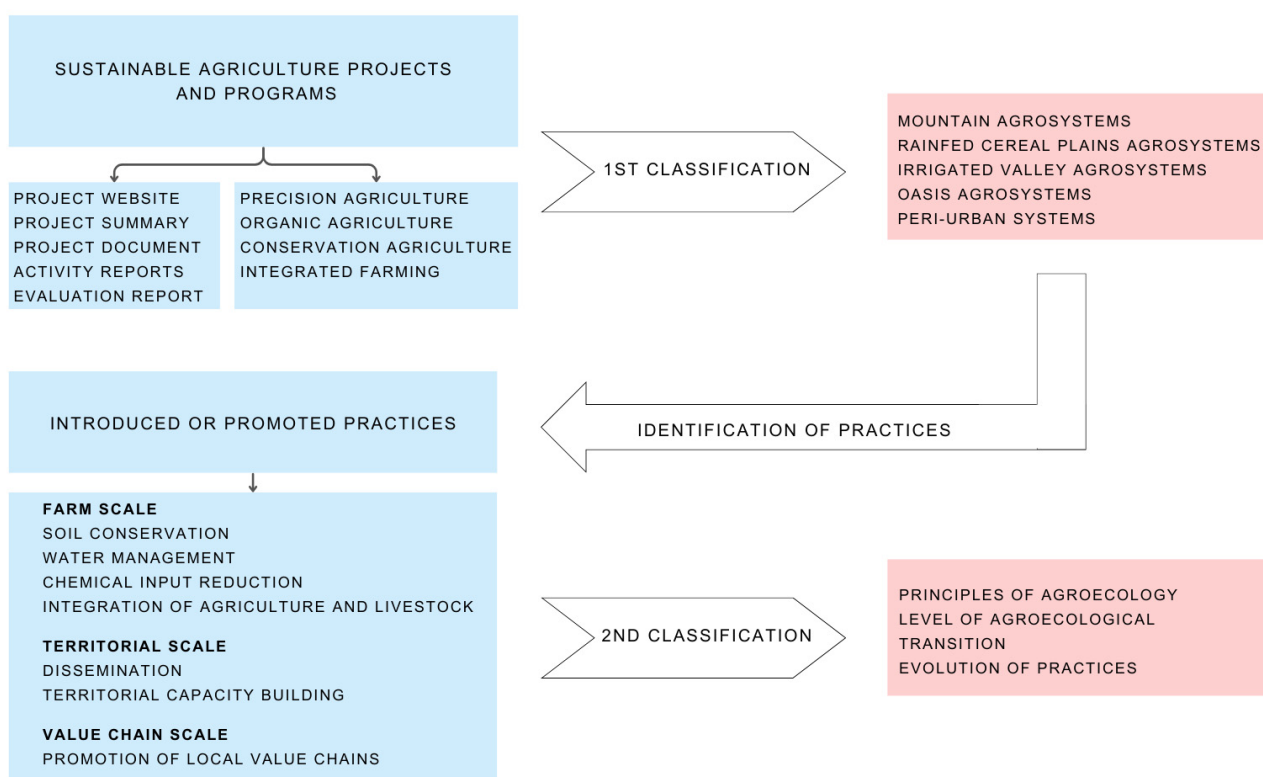 SUSTAINABLE AGRICULTURE PROJECTS
AND PROGRAMS
PROJECT WEBSITE
PROJECT SUMMARY
PROJECT DOCUMENT
ACTIVITY REPORTS
EVALUATION REPORT
PRECISION AGRICULTURE
ORGANIC AGRICULTURE
CONSERVATION AGRICULTURE
INTEGRATED FARMING
1ST CLASSIFICATION
MOUNTAIN AGROSYSTEMS
RAINFED CEREAL PLAINS AGROSYSTEMS
IRRIGATED VALLEY AGROSYSTEMS
OASIS AGROSYSTEMS
PERI-URBAN SYSTEMS
IDENTIFICATION OF PRACTICES
INTRODUCED OR PROMOTED PRACTICES
FARM SCALE
SOIL CONSERVATION
WATER MANAGEMENT
CHEMICAL INPUT REDUCTION
INTEGRATION OF AGRICULTURE AND LIVESTOCK
TERRITORIAL SCALE
DISSEMINATION
TERRITORIAL CAPACITY BUILDING
VALUE CHAIN SCALE
PROMOTION OF LOCAL VALUE CHAINS
2ND CLASSIFICATION
PRINCIPLES OF AGROECOLOGY
LEVEL OF AGROECOLOGICAL
TRANSITION
EVOLUTION OF PRACTICES